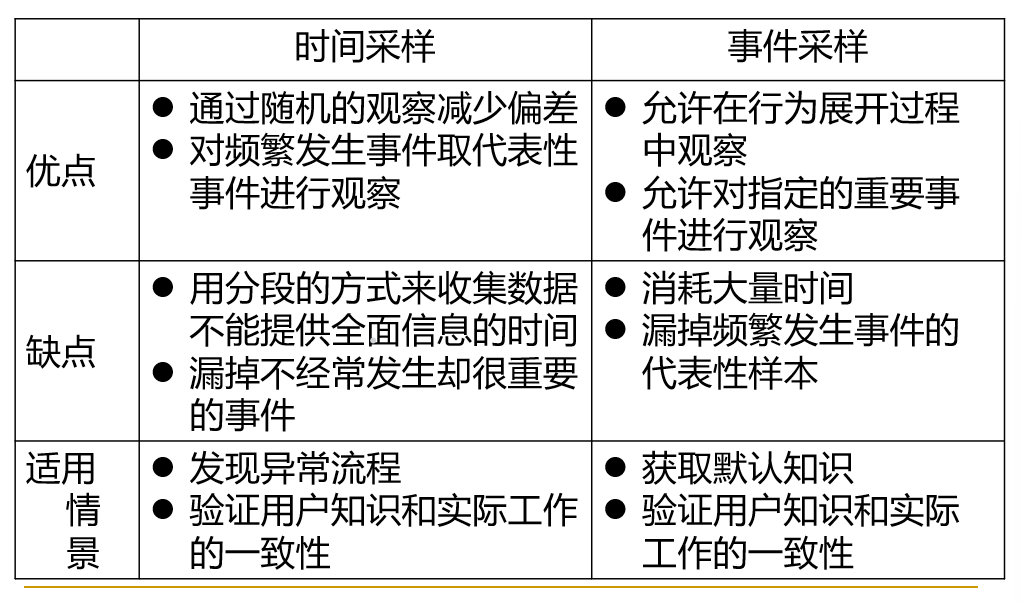 时间采样
事件采样
优点
● 通过随机的观察减少偏差
● 对频繁发生事件取代表性
事件进行观察
● 允许在行为展开过程
中观察
● 允许对指定的重要事
件进行观察
缺点
● 用分段的方式来收集数据
不能提供全面信息的时间
● 漏掉不经常发生却很重要
的事件
● 消耗大量时间
● 漏掉频繁发生事件的
代表性样本
适用
情
景
● 发现异常流程
● 验证用户知识和实际工作
的一致性
● 获取默认知识
● 验证用户知识和实际
工作的一致性